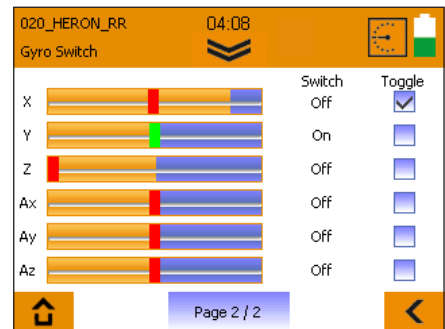 020_HERON_RR 04:08
Gyro Switch
Switch Toggle
X Off
Y On
Z Off
Ax Off
Ay Off
Az Off
Page 2 / 2